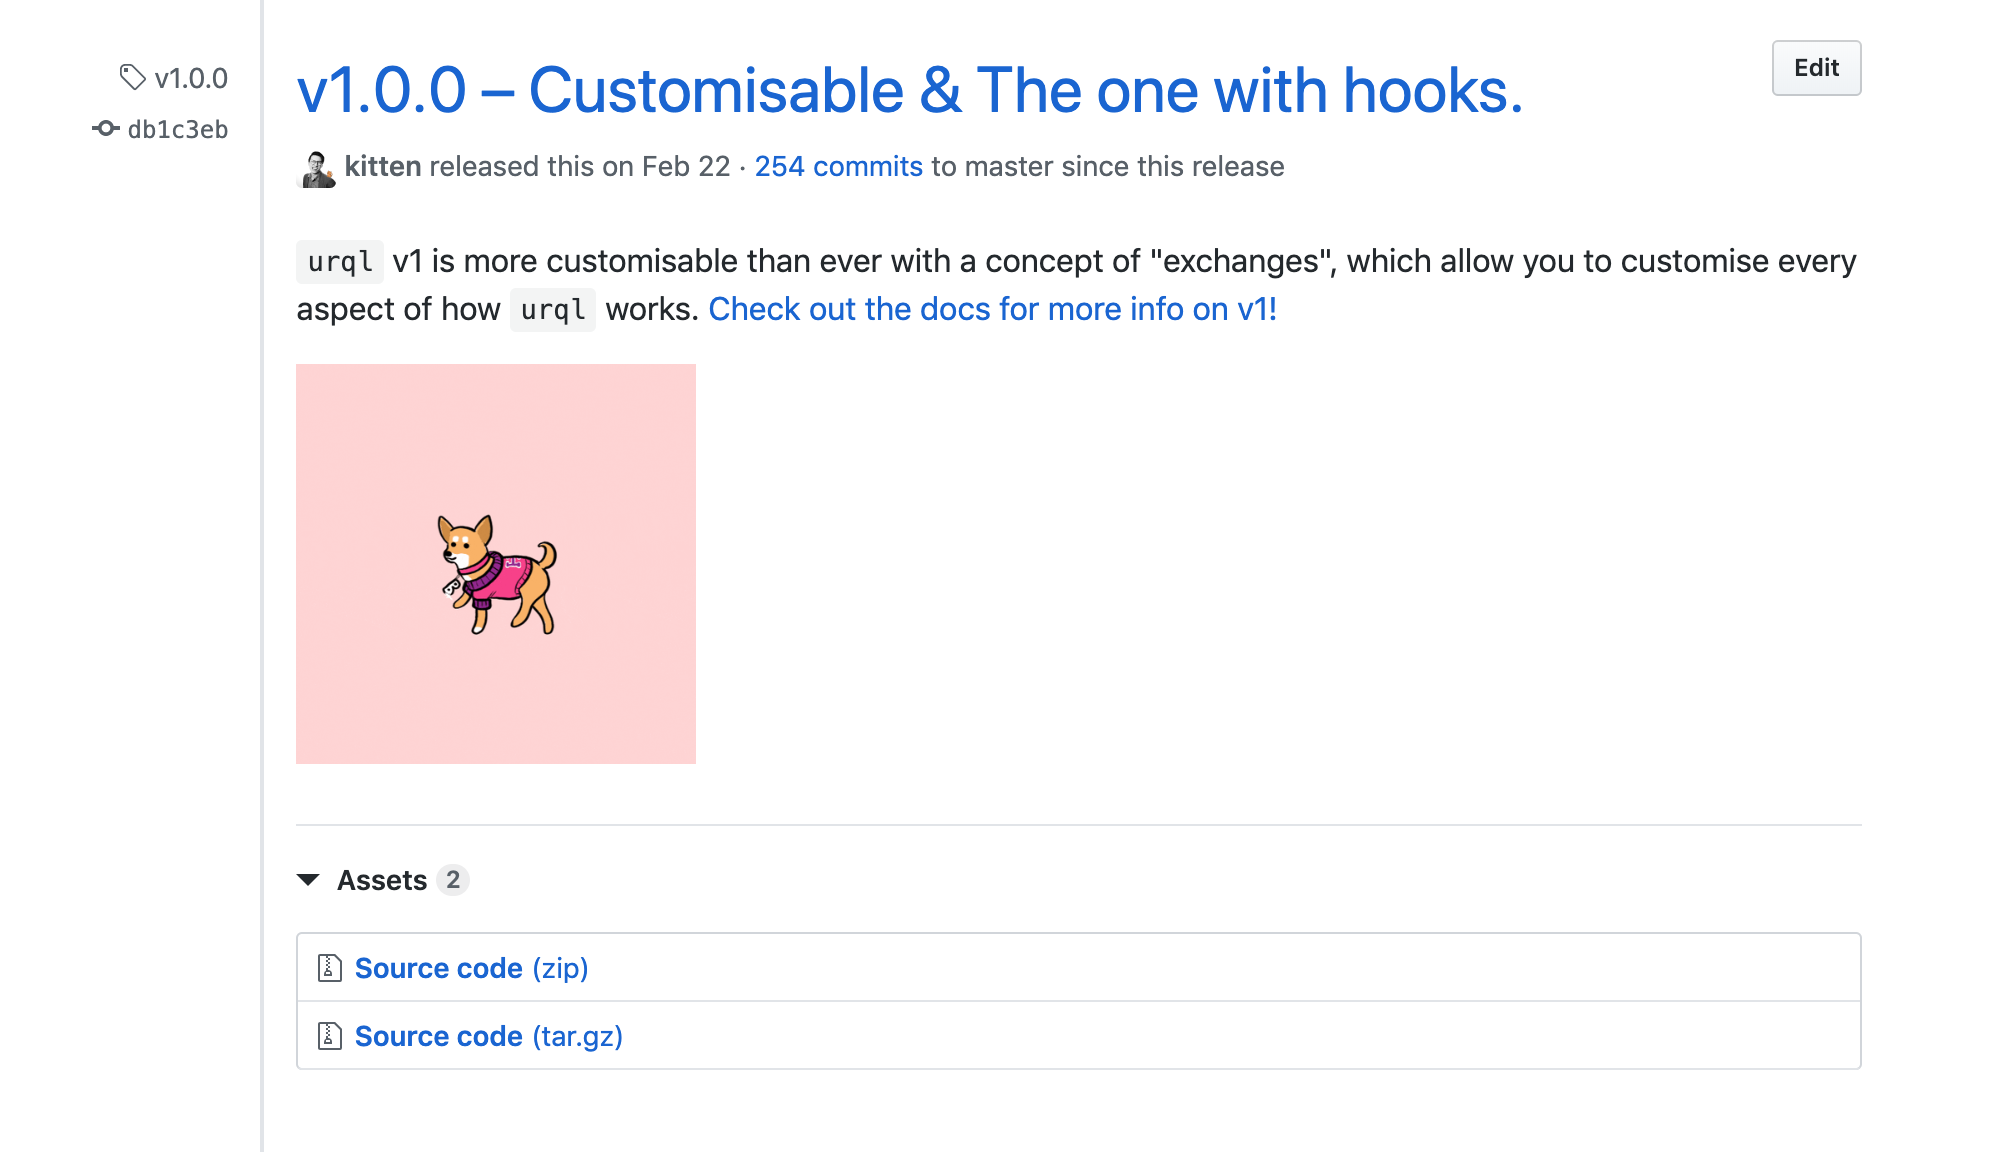 v1.0.0
db1c3eb
v1.0.0 – Customisable & The one with hooks.
Edit
kitten released this on Feb 22 · 254 commits to master since this release
urql v1 is more customisable than ever with a concept of "exchanges", which allow you to customise every
aspect of how urql works. Check out the docs for more info on v1!
Assets 2
Source code (zip)
Source code (tar.gz)